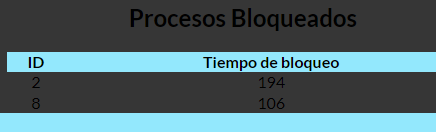 Procesos Bloqueados
ID Tiempo de bloqueo
2 194
8 106